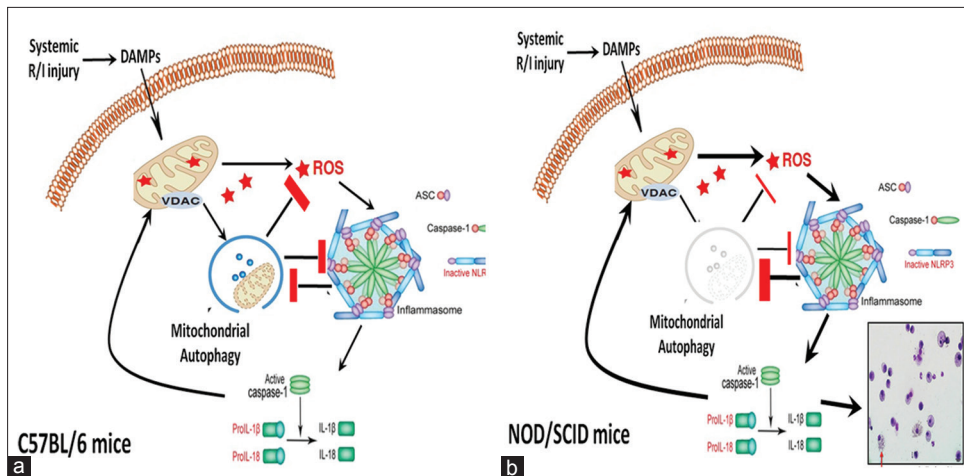 Systemic
R/I injury
DAMPs
VDAC
ROS
ASC
Caspase-1
Inactive NLR
Inflammasome
Mitochondrial
Autophagy
Active
caspase-1
ProIL-1β
IL-1β
ProIL-18
IL-18
C57BL/6 mice
a
Systemic
R/I injury
DAMPs
VDAC
ROS
ASC
Caspase-1
Inactive NLRP3
Inflammasome
Mitochondrial
Autophagy
Active
caspase-1
ProIL-1β
IL-1β
ProIL-18
IL-18
NOD/SCID mice
b